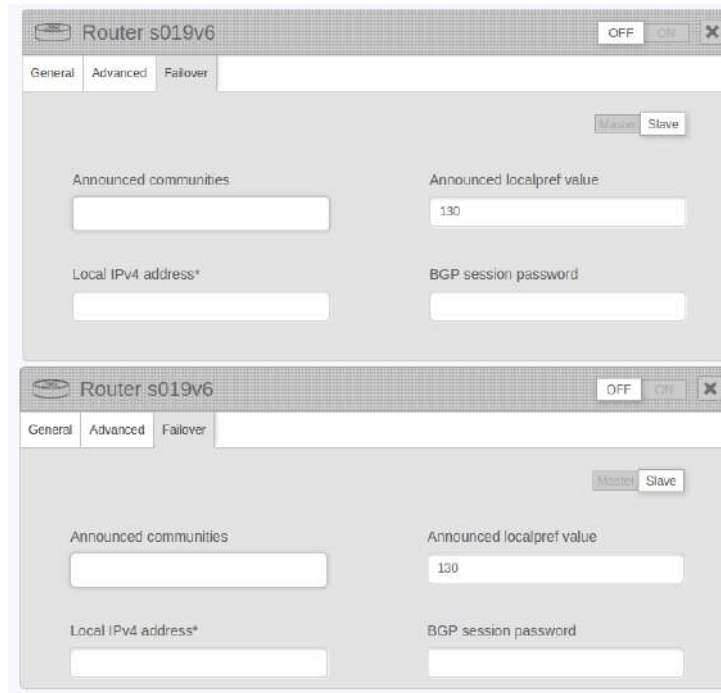 Router s019v6 OFF ON
General Advanced Failover
Master Slave
Announced communities Announced localpref value
130
Local IPv4 address* BGP session password
Router s019v6 OFF ON
General Advanced Failover
Master Slave
Announced communities Announced localpref value
130
Local IPv4 address* BGP session password